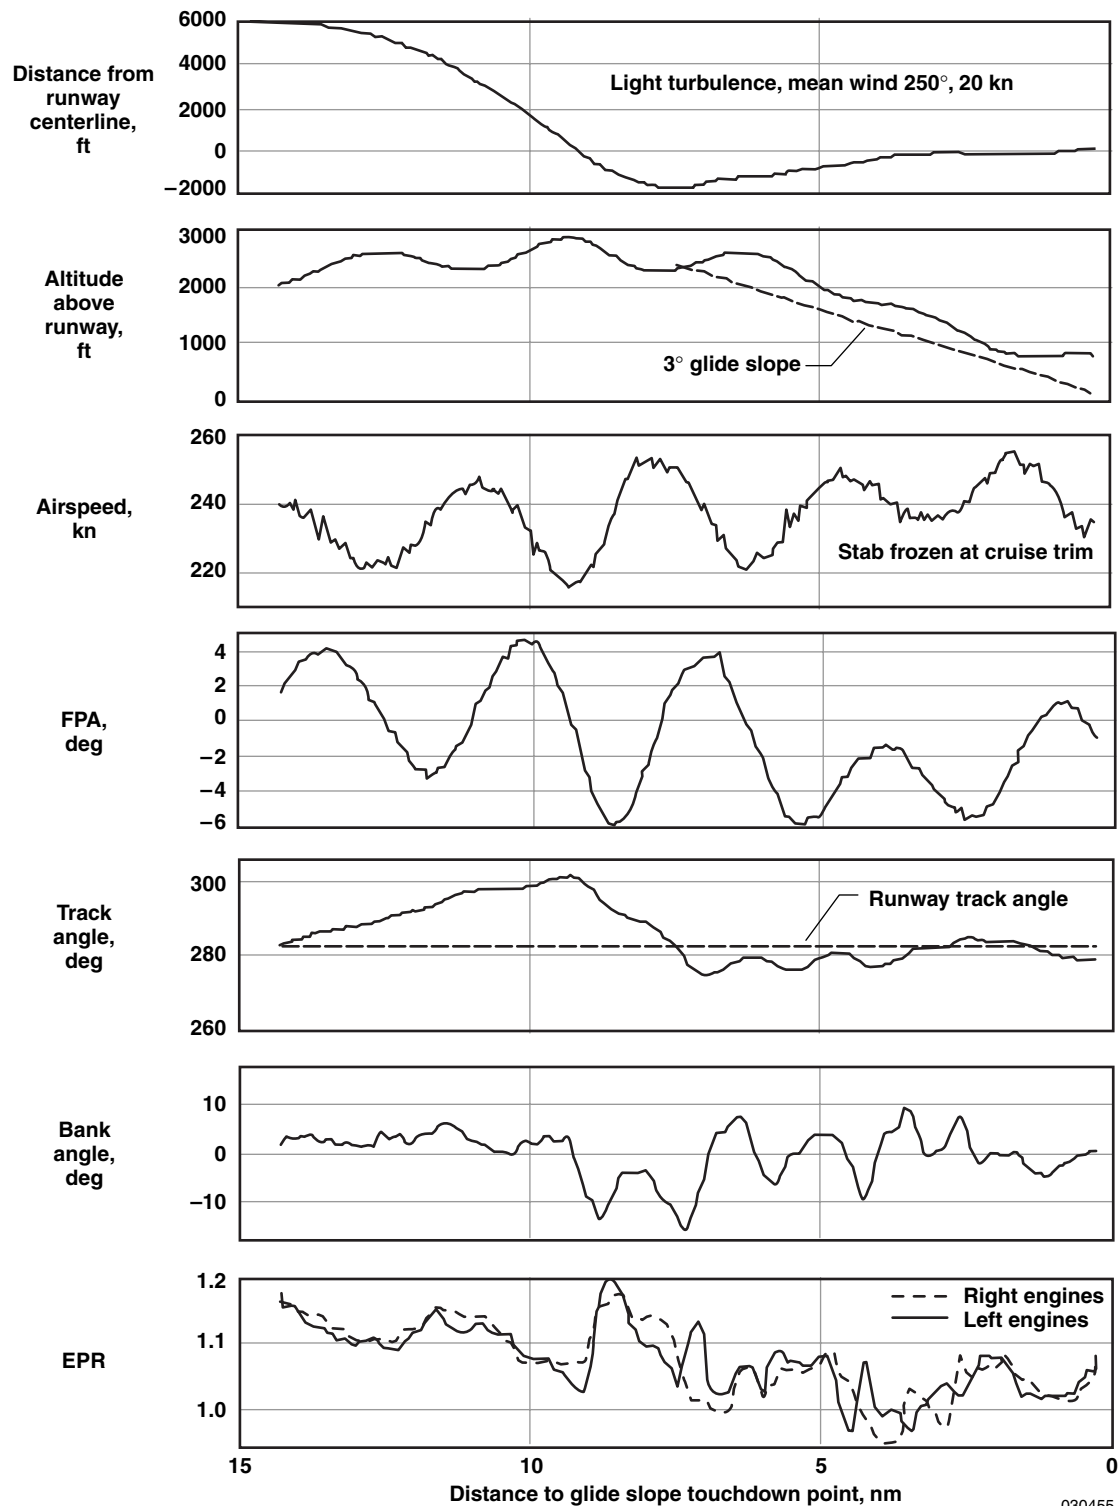 6000
4000
2000
0
−2000
Distance from
runway
centerline,
ft
Light turbulence, mean wind 250°, 20 kn
3000
2000
1000
0
Altitude
above
runway,
ft
3° glide slope
260
240
220
Airspeed,
kn
Stab frozen at cruise trim
4
2
0
−2
−4
−6
FPA,
deg
300
280
260
Track
angle,
deg
Runway track angle
10
0
−10
Bank
angle,
deg
1.2
1.1
1.0
EPR
Right engines
Left engines
15
10
5
0
Distance to glide slope touchdown point, nm
030455